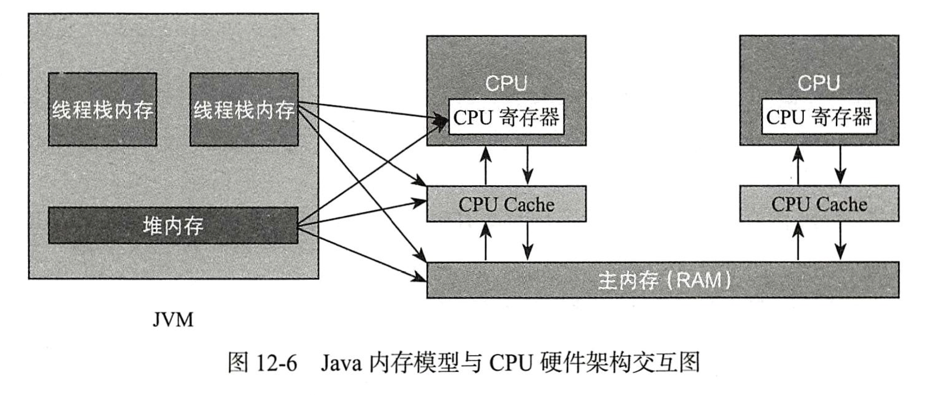 CPU
CPU
线程栈内存
线程栈内存
CPU 寄存器
CPU 寄存器
堆内存
CPU Cache
CPU Cache
主内存（RAM）
JVM
图 12-6 Java 内存模型与 CPU 硬件架构交互图